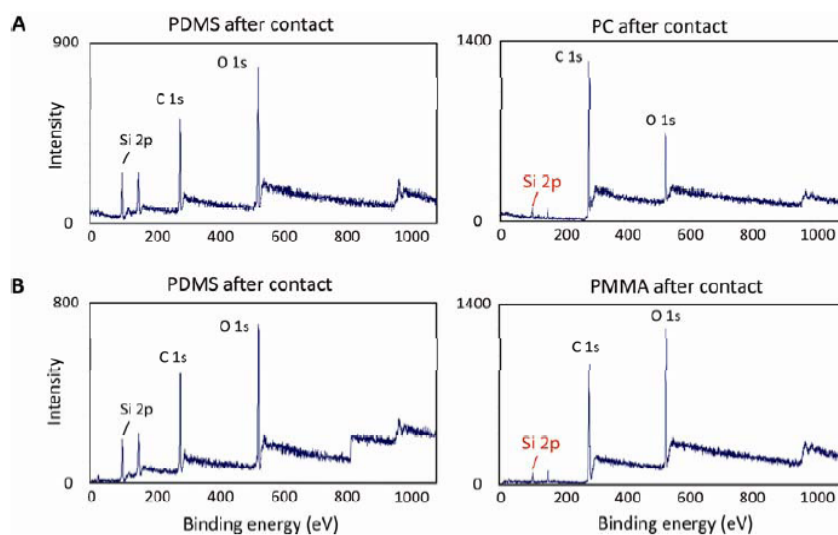 A
PDMS after contact
PC after contact
900
1400
O 1s
C 1s
C 1s
Si 2p
O 1s
Si 2p
Intensity
0
0
0 200 400 600 800 1000
0 200 400 600 800 1000
B
PDMS after contact
PMMA after contact
800
1400
O 1s
O 1s
C 1s
C 1s
Si 2p
Si 2p
Intensity
0
0
0 200 400 600 800 1000
0 200 400 600 800 1000
Binding energy (eV)
Binding energy (eV)